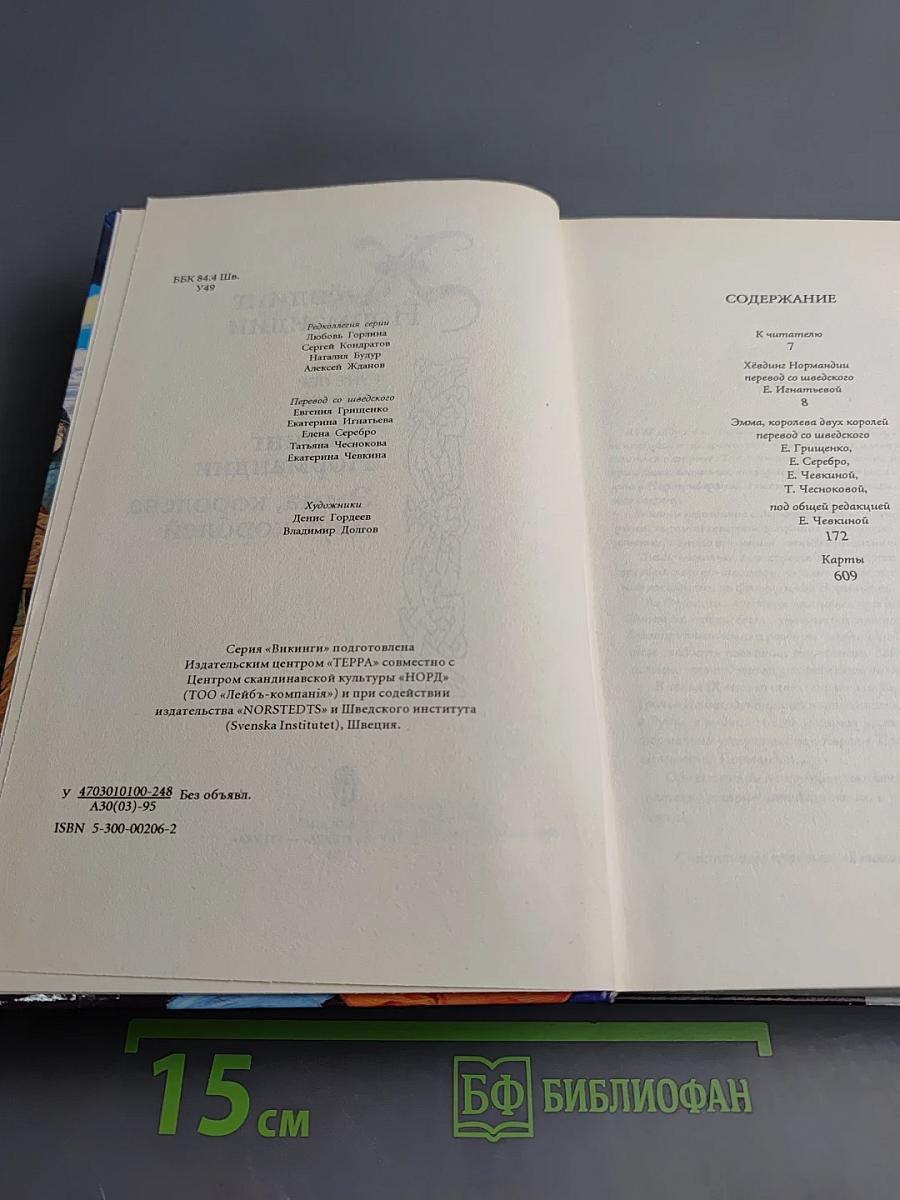 ББК 84.4 Шв.
У49
Редколлегия серии
Любовь Горлина
Сергей Кондратов
Наталия Будур
Алексей Жданов
Перевод со шведского
Евгения Грищенко
Екатерина Игнатьева
Елена Серебро
Татьяна Чеснокова
Екатерина Чевкина
Художники
Денис Гордеев
Владимир Долгов
Серия «Викинги» подготовлена
Издательским центром «ТЕРРА» совместно с
Центром скандинавской культуры «НОРД»
(ТОО «Лейбъ-компанія») и при содействии
издательства «NORSTEDTS» и Шведского института
(Svenska Institutet), Швеция.
У 4703010100-248 Без объявл.
А30(03)-95
ISBN 5-300-00206-2
СОДЕРЖАНИЕ
К читателю
7
Хёвдинг Нормандии
перевод со шведского
Е. Игнатьевой
8
Эмма, королева двух королей
перевод со шведского
Е. Грищенко,
Е. Серебро,
Е. Чевкиной,
Т. Чесноковой,
под общей редакцией
Е. Чевкиной
172
Карты
609
15 см
БФ БИБЛИОФАН